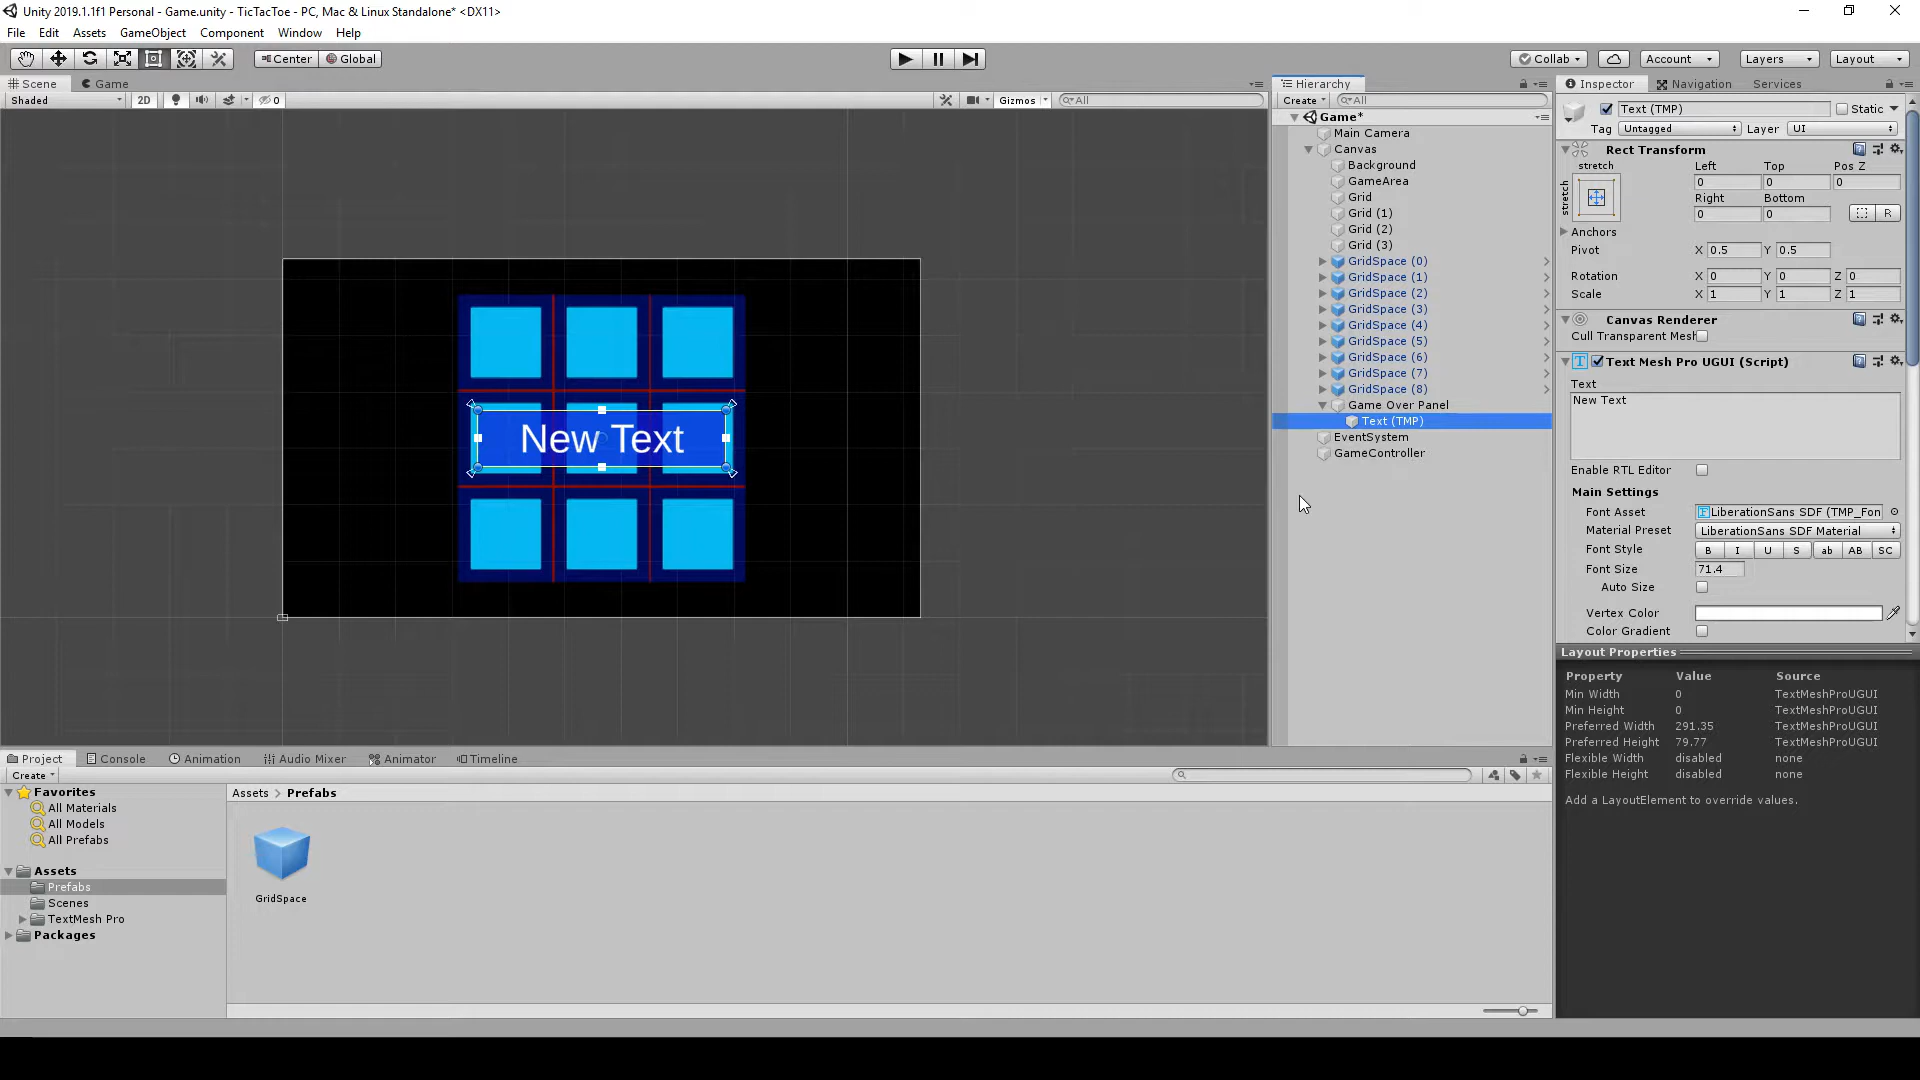 Unity 2019.1.1f1 Personal - Game.unity - TicTacToe - PC, Mac & Linux Standalone* <DX11>
File Edit Assets GameObject Component Window Help
Center Global Collab Account Layers Layout
Scene Game
Shaded 2D 0 Gizmos All
New Text
Hierarchy
Create All
Game*
Main Camera
Canvas
Background
GameArea
Grid
Grid (1)
Grid (2)
Grid (3)
GridSpace (0)
GridSpace (1)
GridSpace (2)
GridSpace (3)
GridSpace (4)
GridSpace (5)
GridSpace (6)
GridSpace (7)
GridSpace (8)
Game Over Panel
Text (TMP)
EventSystem
GameController
Inspector Navigation Services
Text (TMP) Static
Tag Untagged Layer UI
Rect Transform
stretch Left Top Pos Z
stretch 0 0 0
Right Bottom
0 0 R
Anchors
Pivot X 0.5 Y 0.5
Rotation X 0 Y 0 Z 0
Scale X 1 Y 1 Z 1
Canvas Renderer
Cull Transparent Mesh
Text Mesh Pro UGUI (Script)
Text
New Text
Enable RTL Editor
Main Settings
Font Asset LiberationSans SDF (TMP_Fon
Material Preset LiberationSans SDF Material
Font Style B I U S ab AB SC
Font Size 71.4
Auto Size
Vertex Color
Color Gradient
Layout Properties
Property Value Source
Min Width 0 TextMeshProUGUI
Min Height 0 TextMeshProUGUI
Preferred Width 291.35 TextMeshProUGUI
Preferred Height 79.77 TextMeshProUGUI
Flexible Width disabled none
Flexible Height disabled none
Add a LayoutElement to override values.
Project Console Animation Audio Mixer Animator Timeline
Create
Favorites
All Materials
All Models
All Prefabs
Assets
Prefabs
Scenes
TextMesh Pro
Packages
Assets > Prefabs
GridSpace